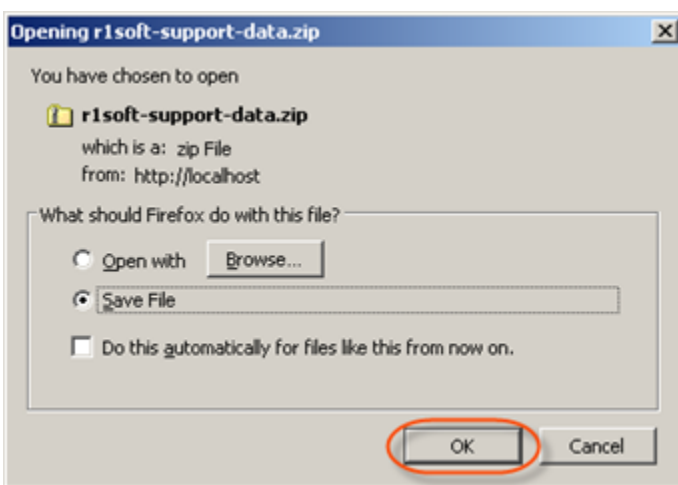 Opening r1soft-support-data.zip
You have chosen to open
r1soft-support-data.zip
which is a: zip File
from: http://localhost
What should Firefox do with this file?
Open with
Browse...
Save File
Do this automatically for files like this from now on.
OK
Cancel